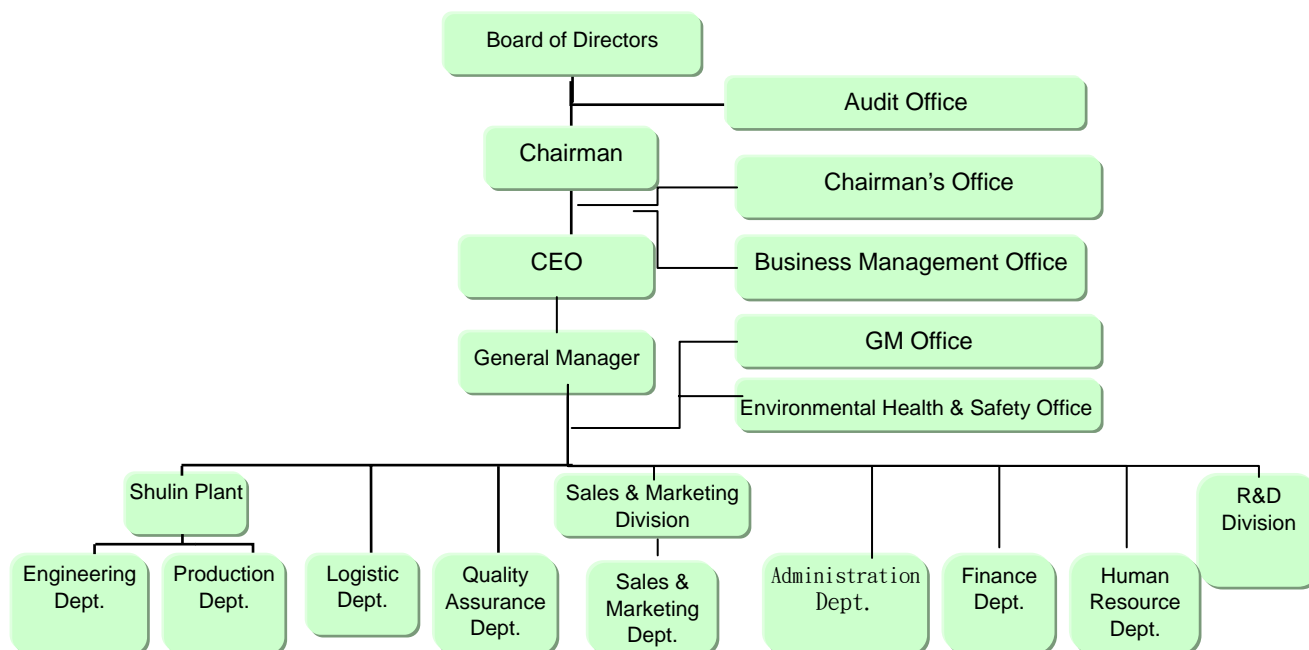 Board of Directors
Audit Office
Chairman
Chairman’s Office
CEO
Business Management Office
General Manager
GM Office
Environmental Health & Safety Office
Shulin Plant
Sales & Marketing
Division
R&D
Division
Engineering
Dept.
Production
Dept.
Logistic
Dept.
Quality
Assurance
Dept.
Sales &
Marketing
Dept.
Administration
Dept.
Finance
Dept.
Human
Resource
Dept.